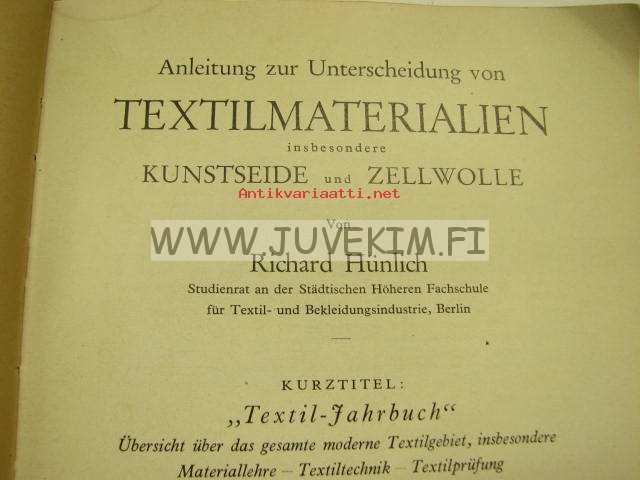 Anleitung zur Unterscheidung von
TEXTILMATERIALIEN
insbesondere
KUNSTSEIDE und ZELLWOLLE
Antikvariaatti.net
Von
WWW.JUVEKIM.FI
Richard Hünlich
Studienrat an der Städtischen Höheren Fachschule
für Textil- und Bekleidungsindustrie, Berlin
KURZTITEL:
„Textil-Jahrbuch“
Übersicht über das gesamte moderne Textilgebiet, insbesondere
Materiallehre – Textiltechnik – Textilprüfung